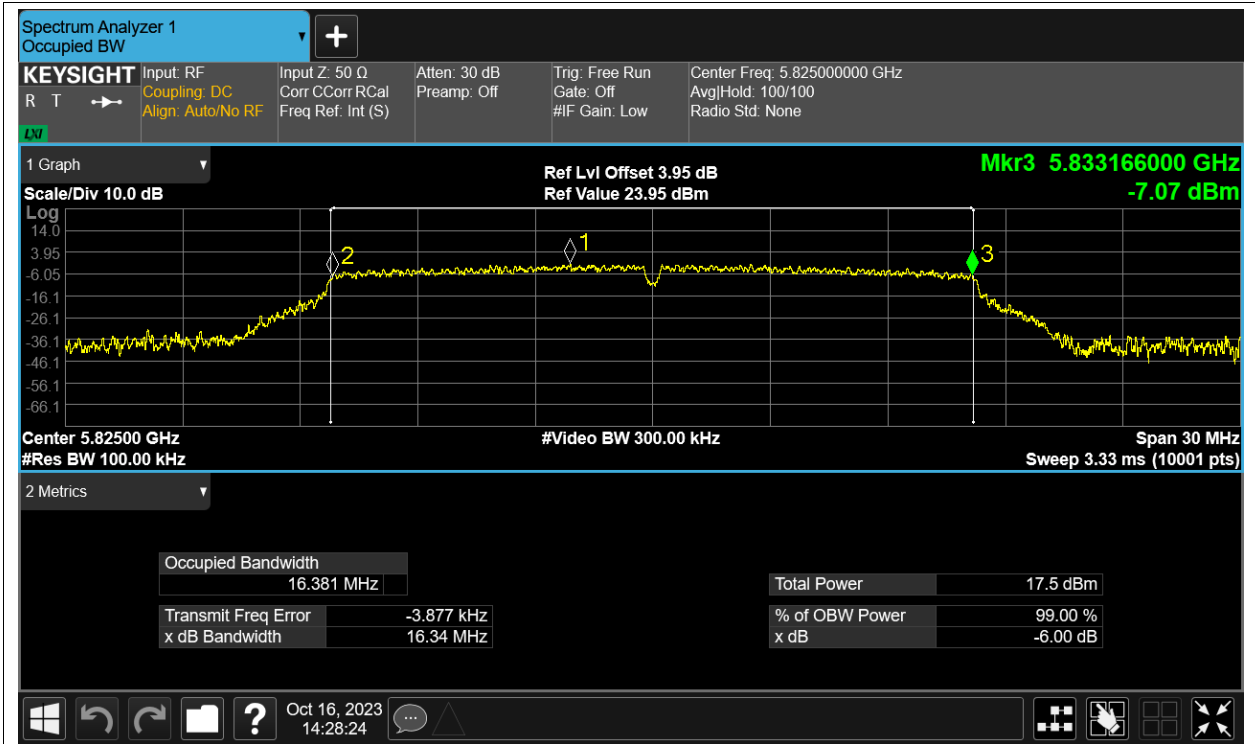 Spectrum Analyzer 1
Occupied BW
KEYSIGHT
R T
LXI
Input: RF
Coupling: DC
Align: Auto/No RF
Input Z: 50 Ω
Corr CCorr RCal
Freq Ref: Int (S)
Atten: 30 dB
Preamp: Off
Trig: Free Run
Gate: Off
#IF Gain: Low
Center Freq: 5.825000000 GHz
Avg|Hold: 100/100
Radio Std: None
1 Graph
Scale/Div 10.0 dB
Ref Lvl Offset 3.95 dB
Ref Value 23.95 dBm
Mkr3 5.833166000 GHz
-7.07 dBm
Log
14.0
3.95
-6.05
-16.1
-26.1
-36.1
-46.1
-56.1
-66.1
1
2
3
Center 5.82500 GHz
#Res BW 100.00 kHz
#Video BW 300.00 kHz
Span 30 MHz
Sweep 3.33 ms (10001 pts)
2 Metrics
Occupied Bandwidth
16.381 MHz
Transmit Freq Error -3.877 kHz
x dB Bandwidth 16.34 MHz
Total Power 17.5 dBm
% of OBW Power 99.00 %
x dB -6.00 dB
?
Oct 16, 2023
14:28:24